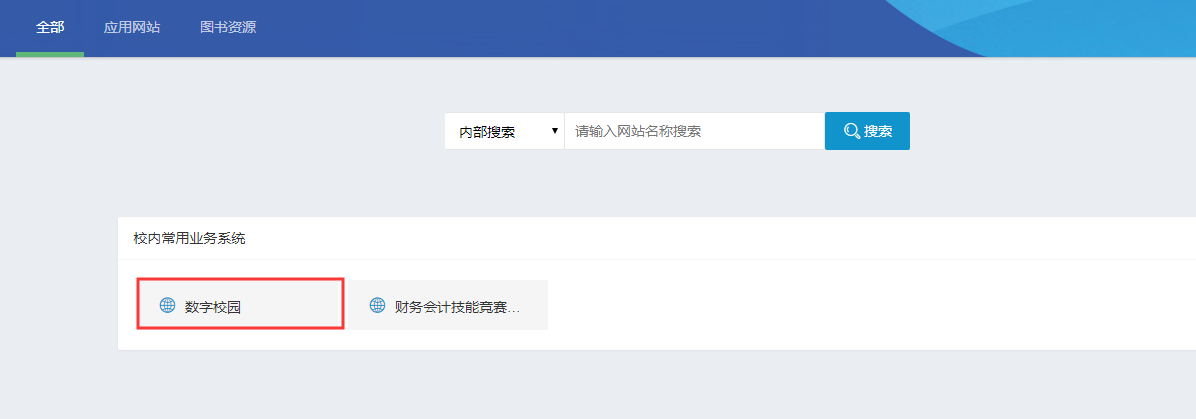 全部 应用网站 图书资源
内部搜索 请输入网站名称搜索 搜索
校内常用业务系统
数字校园 财务会计技能竞赛...